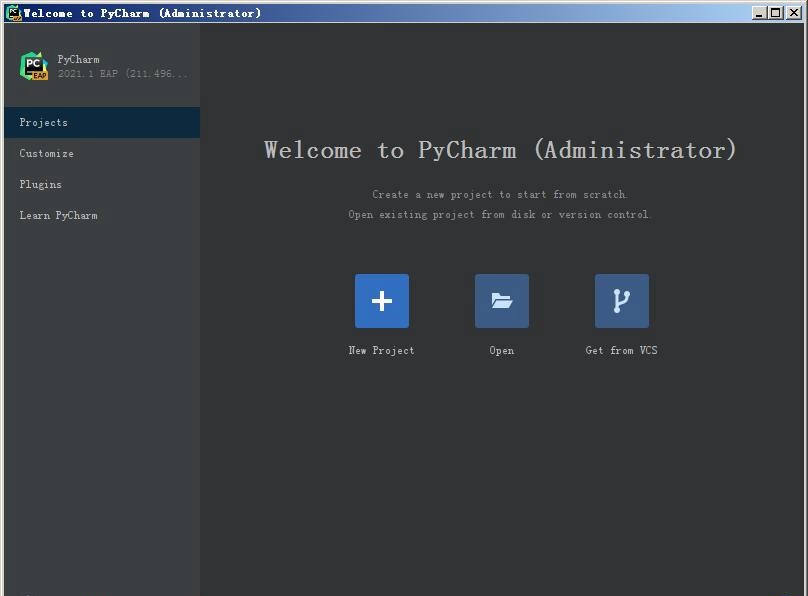 Welcome to PyCharm (Administrator)
PC
EAP
PyCharm
2021.1 EAP (211.496...
Projects
Customize
Plugins
Learn PyCharm
Welcome to PyCharm (Administrator)
Create a new project to start from scratch.
Open existing project from disk or version control.
New Project
Open
Get from VCS